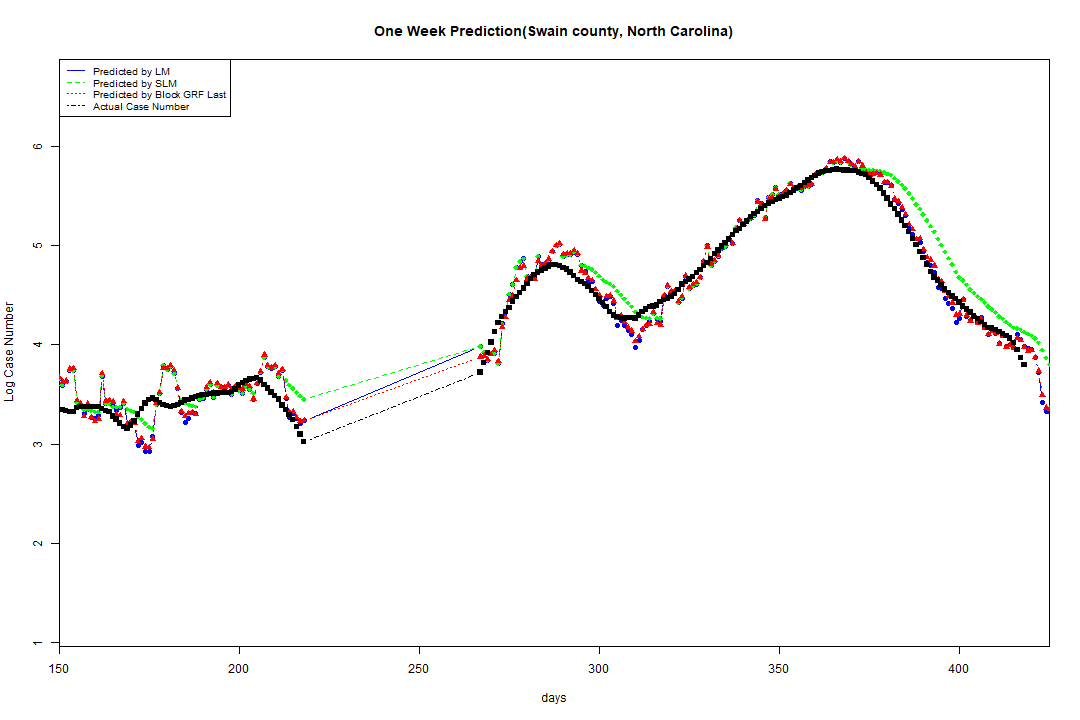 One Week Prediction(Swain county, North Carolina)
Predicted by LM
Predicted by SLM
Predicted by Block GRF Last
Actual Case Number
Log Case Number
6
5
4
3
2
1
150 200 250 300 350 400
days